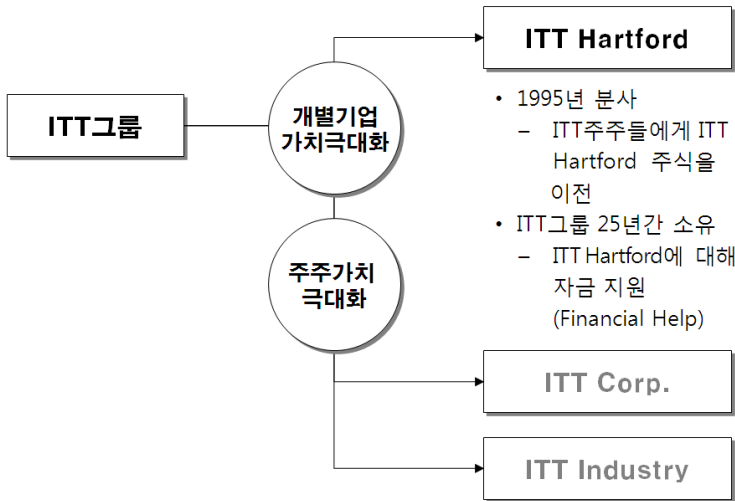 ITT그룹
개별기업
가치극대화
주주가치
극대화
ITT Hartford
• 1995년 분사
– ITT주주들에게 ITT
Hartford 주식을
이전
• ITT그룹 25년간 소유
– ITT Hartford에 대해
자금 지원
(Financial Help)
ITT Corp.
ITT Industry